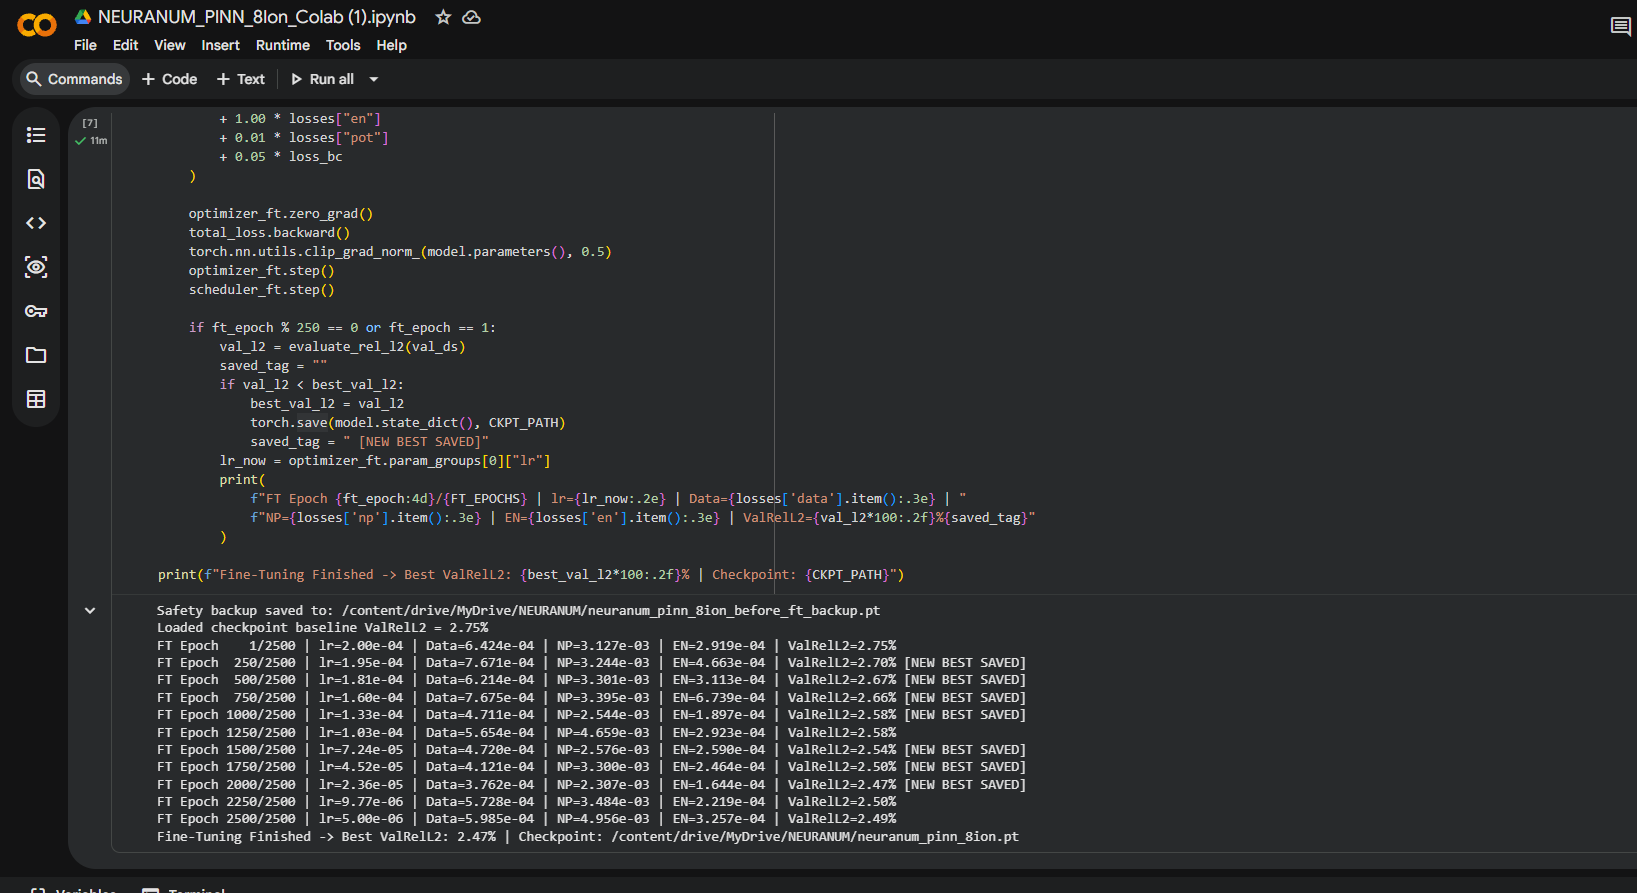 NEURANUM_PINN_8Ion_Colab (1).ipynb
File Edit View Insert Runtime Tools Help
Commands + Code + Text Run all
[7]
11m
+ 1.00 * losses["en"]
+ 0.01 * losses["pot"]
+ 0.05 * loss_bc
)
optimizer_ft.zero_grad()
total_loss.backward()
torch.nn.utils.clip_grad_norm_(model.parameters(), 0.5)
optimizer_ft.step()
scheduler_ft.step()
if ft_epoch % 250 == 0 or ft_epoch == 1:
val_l2 = evaluate_rel_l2(val_ds)
saved_tag = ""
if val_l2 < best_val_l2:
best_val_l2 = val_l2
torch.save(model.state_dict(), CKPT_PATH)
saved_tag = " [NEW BEST SAVED]"
lr_now = optimizer_ft.param_groups[0]["lr"]
print(
f"FT Epoch {ft_epoch:4d}/{FT_EPOCHS} | lr={lr_now:.2e} | Data={losses['data'].item():.3e} | "
f"NP={losses['np'].item():.3e} | EN={losses['en'].item():.3e} | ValRelL2={val_l2*100:.2f}%{saved_tag}"
)
print(f"Fine-Tuning Finished -> Best ValRelL2: {best_val_l2*100:.2f}% | Checkpoint: {CKPT_PATH}")
Safety backup saved to: /content/drive/MyDrive/NEURANUM/neuranum_pinn_8ion_before_ft_backup.pt
Loaded checkpoint baseline ValRelL2 = 2.75%
FT Epoch    1/2500 | lr=2.00e-04 | Data=6.424e-04 | NP=3.127e-03 | EN=2.919e-04 | ValRelL2=2.75%
FT Epoch  250/2500 | lr=1.95e-04 | Data=7.671e-04 | NP=3.244e-03 | EN=4.663e-04 | ValRelL2=2.70% [NEW BEST SAVED]
FT Epoch  500/2500 | lr=1.81e-04 | Data=6.214e-04 | NP=3.301e-03 | EN=3.113e-04 | ValRelL2=2.67% [NEW BEST SAVED]
FT Epoch  750/2500 | lr=1.60e-04 | Data=7.675e-04 | NP=3.395e-03 | EN=6.739e-04 | ValRelL2=2.66% [NEW BEST SAVED]
FT Epoch 1000/2500 | lr=1.33e-04 | Data=4.711e-04 | NP=2.544e-03 | EN=1.897e-04 | ValRelL2=2.58% [NEW BEST SAVED]
FT Epoch 1250/2500 | lr=1.03e-04 | Data=5.654e-04 | NP=4.659e-03 | EN=2.923e-04 | ValRelL2=2.58%
FT Epoch 1500/2500 | lr=7.24e-05 | Data=4.720e-04 | NP=2.576e-03 | EN=2.590e-04 | ValRelL2=2.54% [NEW BEST SAVED]
FT Epoch 1750/2500 | lr=4.52e-05 | Data=4.121e-04 | NP=3.300e-03 | EN=2.464e-04 | ValRelL2=2.50% [NEW BEST SAVED]
FT Epoch 2000/2500 | lr=2.36e-05 | Data=3.762e-04 | NP=2.307e-03 | EN=1.644e-04 | ValRelL2=2.47% [NEW BEST SAVED]
FT Epoch 2250/2500 | lr=9.77e-06 | Data=5.728e-04 | NP=3.484e-03 | EN=2.219e-04 | ValRelL2=2.50%
FT Epoch 2500/2500 | lr=5.00e-06 | Data=5.985e-04 | NP=4.956e-03 | EN=3.257e-04 | ValRelL2=2.49%
Fine-Tuning Finished -> Best ValRelL2: 2.47% | Checkpoint: /content/drive/MyDrive/NEURANUM/neuranum_pinn_8ion.pt
Variables Terminal